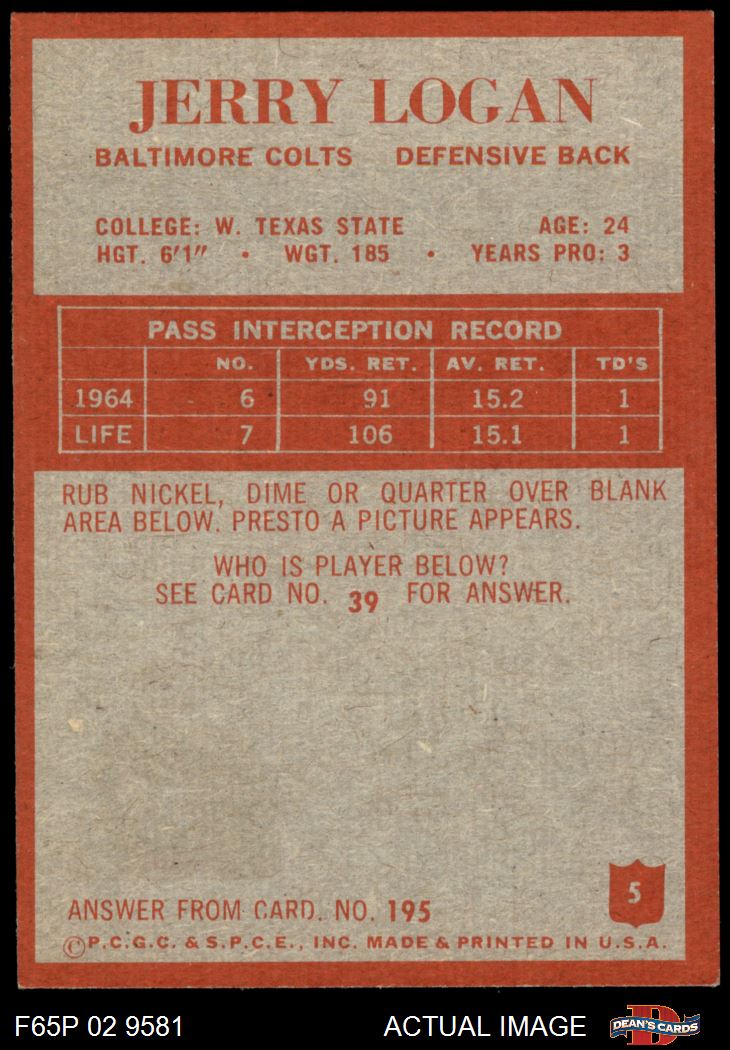 JERRY LOGAN
BALTIMORE COLTS DEFENSIVE BACK
COLLEGE: W. TEXAS STATE AGE: 24
HGT. 6'1" • WGT. 185 • YEARS PRO: 3
PASS INTERCEPTION RECORD
NO. YDS. RET. AV. RET. TD'S
1964 6 91 15.2 1
LIFE 7 106 15.1 1
RUB NICKEL, DIME OR QUARTER OVER BLANK
AREA BELOW. PRESTO A PICTURE APPEARS.
WHO IS PLAYER BELOW?
SEE CARD NO. 39 FOR ANSWER.
5
ANSWER FROM CARD. NO. 195
©P.C.G.C. & S.P.C.E., INC. MADE & PRINTED IN U.S.A.
F65P 02 9581 ACTUAL IMAGE DEAN'S CARDS